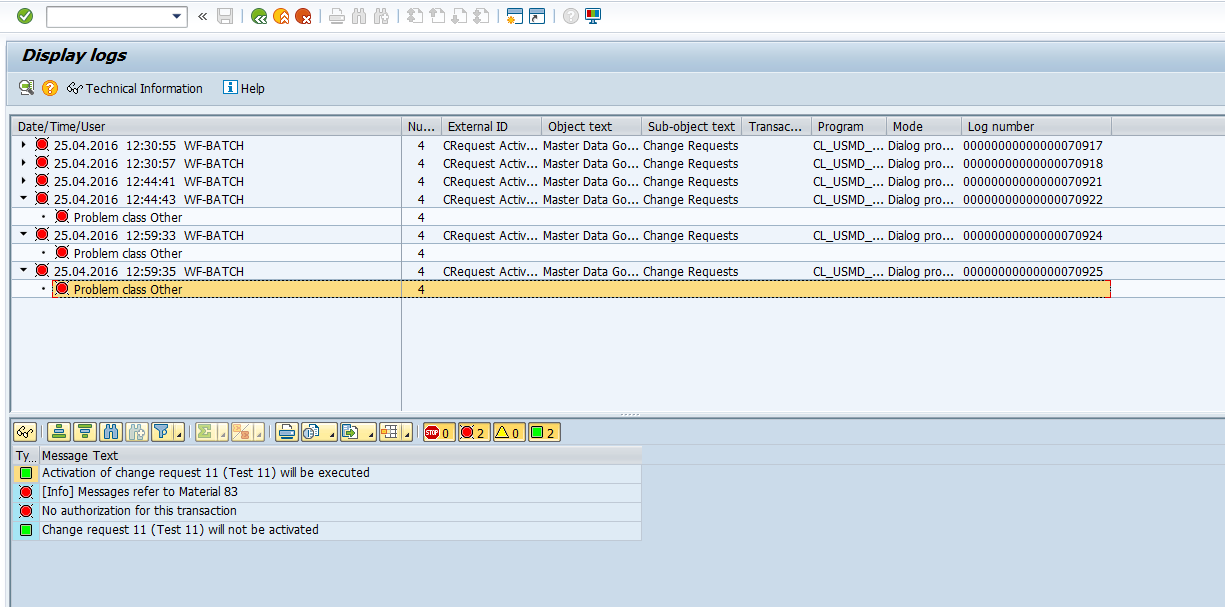 Display logs
Technical Information Help
Date/Time/User Nu... External ID Object text Sub-object text Transac... Program Mode Log number
25.04.2016 12:30:55 WF-BATCH 4 CRequest Activ... Master Data Go... Change Requests CL_USMD_... Dialog pro... 00000000000000070917
25.04.2016 12:30:57 WF-BATCH 4 CRequest Activ... Master Data Go... Change Requests CL_USMD_... Dialog pro... 00000000000000070918
25.04.2016 12:44:41 WF-BATCH 4 CRequest Activ... Master Data Go... Change Requests CL_USMD_... Dialog pro... 00000000000000070921
25.04.2016 12:44:43 WF-BATCH 4 CRequest Activ... Master Data Go... Change Requests CL_USMD_... Dialog pro... 00000000000000070922
Problem class Other 4
25.04.2016 12:59:33 WF-BATCH 4 CRequest Activ... Master Data Go... Change Requests CL_USMD_... Dialog pro... 00000000000000070924
Problem class Other 4
25.04.2016 12:59:35 WF-BATCH 4 CRequest Activ... Master Data Go... Change Requests CL_USMD_... Dialog pro... 00000000000000070925
Problem class Other 4
STOP 0 2 0 2
Ty... Message Text
Activation of change request 11 (Test 11) will be executed
[Info] Messages refer to Material 83
No authorization for this transaction
Change request 11 (Test 11) will not be activated